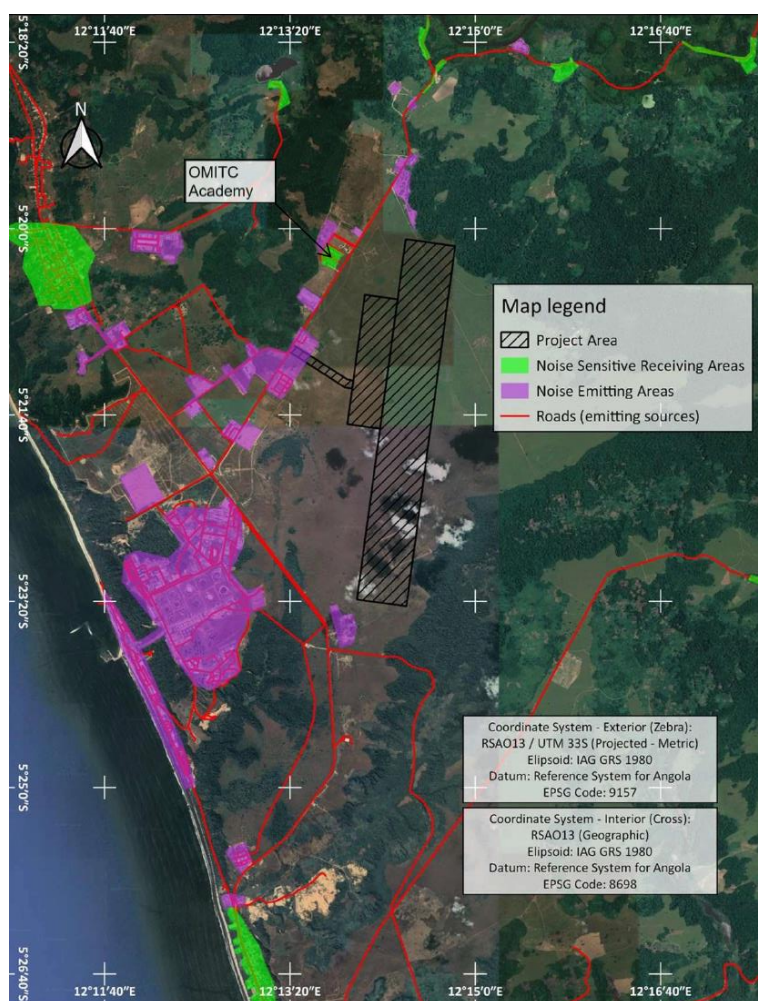 12°11'40"E 12°13'20"E 12°15'0"E 12°16'40"E
5°18'20"S
N
OMITC
Academy
5°20'0"S
Map legend
Project Area
Noise Sensitive Receiving Areas
Noise Emitting Areas
Roads (emitting sources)
5°21'40"S
5°23'20"S
Coordinate System - Exterior (Zebra):
RSAO13 / UTM 33S (Projected - Metric)
Elipsoid: IAG GRS 1980
Datum: Reference System for Angola
EPSG Code: 9157
5°25'0"S
Coordinate System - Interior (Cross):
RSAO13 (Geographic)
Elipsoid: IAG GRS 1980
Datum: Reference System for Angola
EPSG Code: 8698
5°26'40"S
12°11'40"E 12°13'20"E 12°15'0"E 12°16'40"E